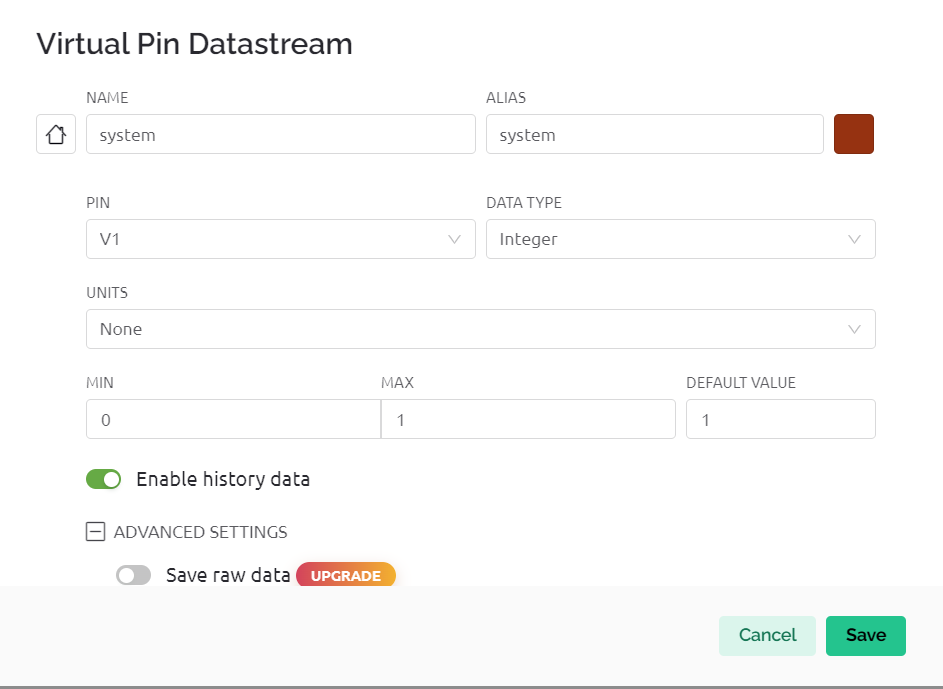 Virtual Pin Datastream
NAME ALIAS
system system
PIN DATA TYPE
V1 Integer
UNITS
None
MIN MAX DEFAULT VALUE
0 1 1
Enable history data
ADVANCED SETTINGS
Save raw data UPGRADE
Cancel Save